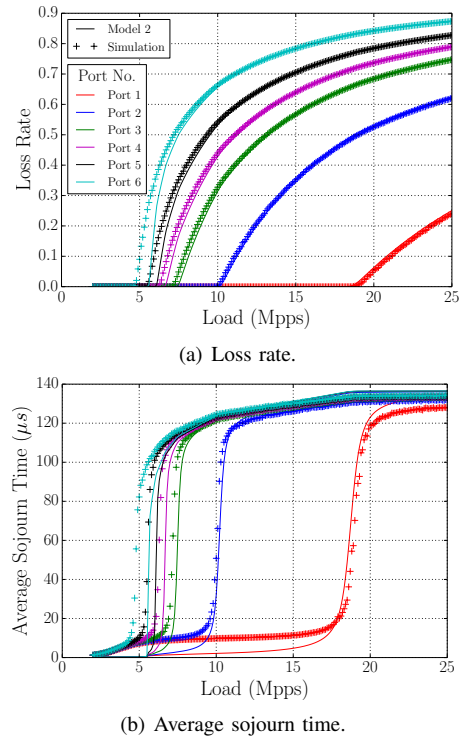 0.9
0.8
0.7
0.6
0.5
0.4
0.3
0.2
0.1
0.0
Loss Rate
Model 2
Simulation
Port No.
Port 1
Port 2
Port 3
Port 4
Port 5
Port 6
0 5 10 15 20 25
Load (Mpps)
(a) Loss rate.
140
120
100
80
60
40
20
0
Average Sojourn Time (μs)
0 5 10 15 20 25
Load (Mpps)
(b) Average sojourn time.